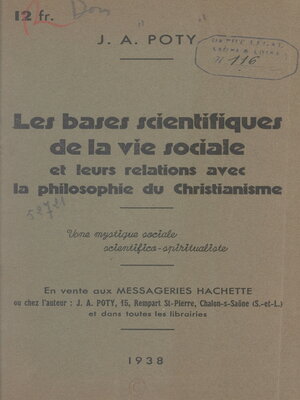 12 fr.
Don
J. A. POTY
n° 116
Les bases scientifiques
de la vie sociale
et leurs relations avec
la philosophie du Christianisme
Une mystique sociale
scientifico-spiritualiste
En vente aux MESSAGERIES HACHETTE
ou chez l'auteur : J. A. POTY, 15, Rempart St-Pierre, Chalon-s-Saône (S.-et-L.)
et dans toutes les librairies
1938